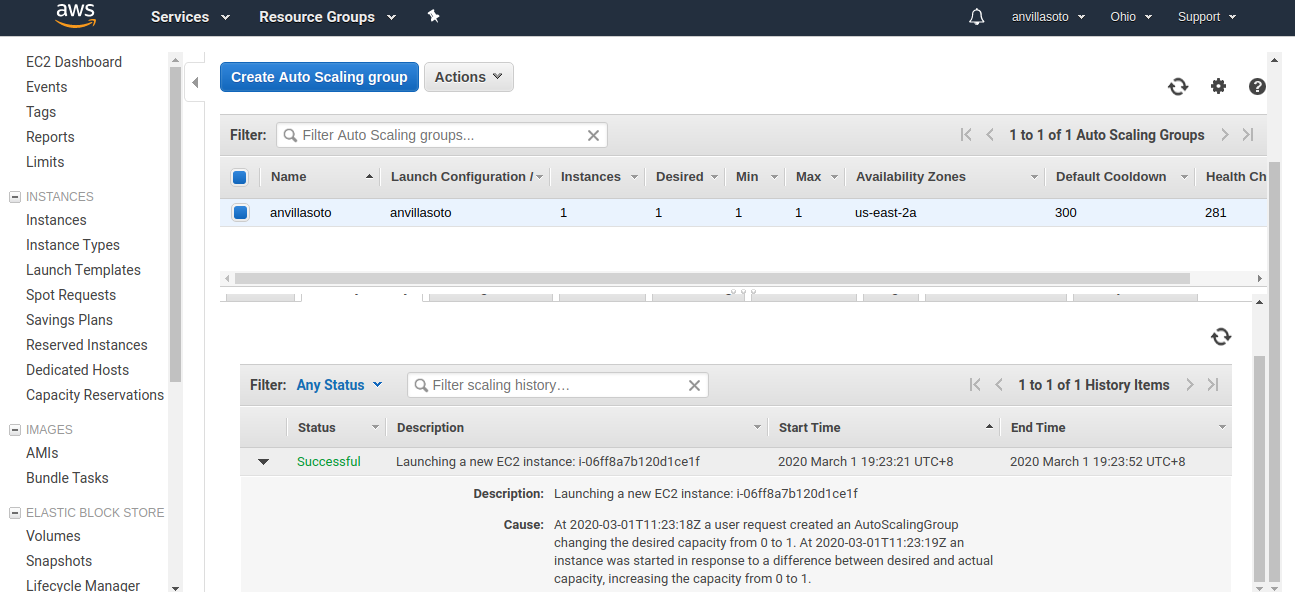 aws Services Resource Groups anvillasoto Ohio Support
EC2 Dashboard
Events
Tags
Reports
Limits
INSTANCES
Instances
Instance Types
Launch Templates
Spot Requests
Savings Plans
Reserved Instances
Dedicated Hosts
Capacity Reservations
IMAGES
AMIs
Bundle Tasks
ELASTIC BLOCK STORE
Volumes
Snapshots
Lifecycle Manager
Create Auto Scaling group Actions
Filter: Filter Auto Scaling groups... 1 to 1 of 1 Auto Scaling Groups
Name Launch Configuration / Instances Desired Min Max Availability Zones Default Cooldown Health Ch
anvillasoto anvillasoto 1 1 1 1 us-east-2a 300 281
Filter: Any Status Filter scaling history... 1 to 1 of 1 History Items
Status Description Start Time End Time
Successful Launching a new EC2 instance: i-06ff8a7b120d1ce1f 2020 March 1 19:23:21 UTC+8 2020 March 1 19:23:52 UTC+8
Description: Launching a new EC2 instance: i-06ff8a7b120d1ce1f
Cause: At 2020-03-01T11:23:18Z a user request created an AutoScalingGroup
changing the desired capacity from 0 to 1. At 2020-03-01T11:23:19Z an
instance was started in response to a difference between desired and actual
capacity, increasing the capacity from 0 to 1.